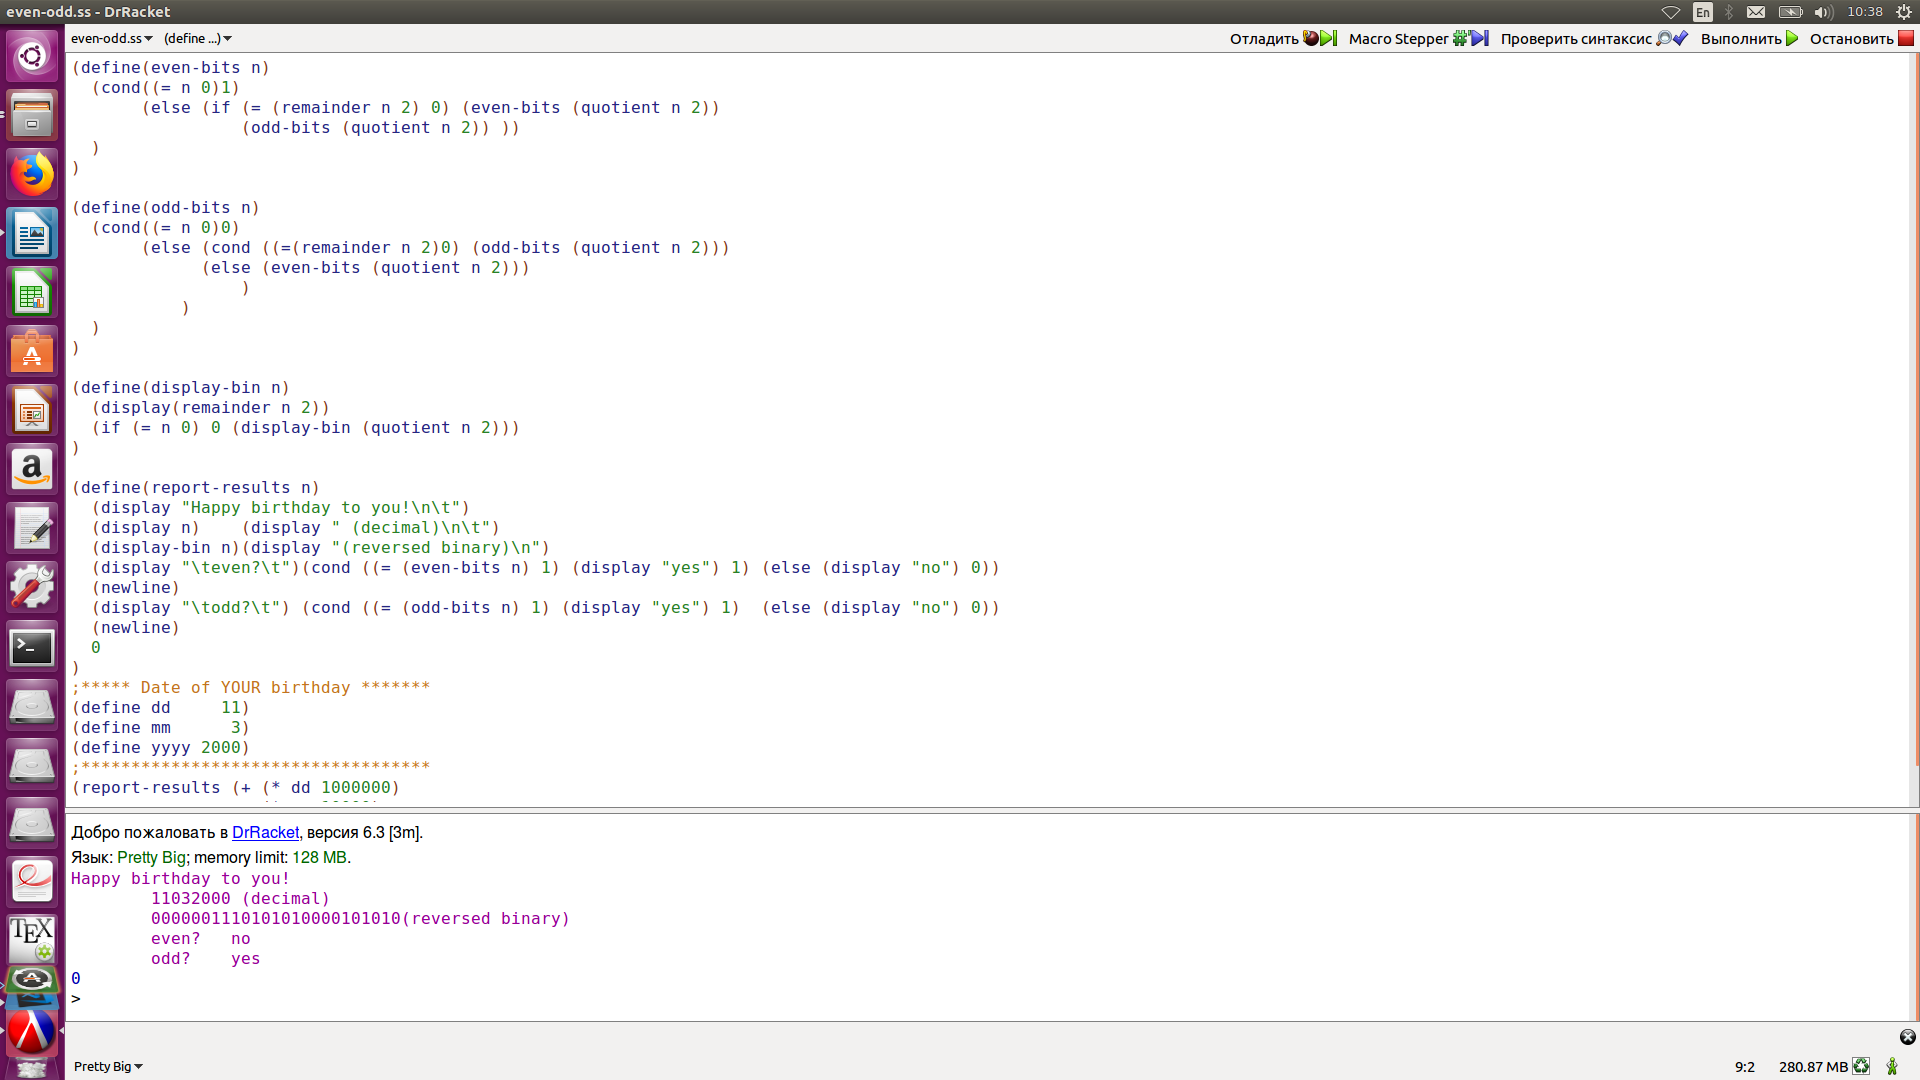 even-odd.ss - DrRacket
En
10:38
even-odd.ss
(define ...)
Отладить
Macro Stepper
Проверить синтаксис
Выполнить
Остановить
(define(even-bits n)
  (cond((= n 0)1)
       (else (if (= (remainder n 2) 0) (even-bits (quotient n 2))
                 (odd-bits (quotient n 2)) ))
  )
)
(define(odd-bits n)
  (cond((= n 0)0)
       (else (cond ((=(remainder n 2)0) (odd-bits (quotient n 2)))
             (else (even-bits (quotient n 2)))
                 )
           )
  )
)
(define(display-bin n)
  (display(remainder n 2))
  (if (= n 0) 0 (display-bin (quotient n 2)))
)
(define(report-results n)
  (display "Happy birthday to you!\n\t")
  (display n)    (display " (decimal)\n\t")
  (display-bin n)(display "(reversed binary)\n")
  (display "\teven?\t")(cond ((= (even-bits n) 1) (display "yes") 1) (else (display "no") 0))
  (newline)
  (display "\todd?\t") (cond ((= (odd-bits n) 1) (display "yes") 1)  (else (display "no") 0))
  (newline)
  0
)
;***** Date of YOUR birthday *******
(define dd     11)
(define mm      3)
(define yyyy 2000)
;***********************************
(report-results (+ (* dd 1000000)
Добро пожаловать в DrRacket, версия 6.3 [3m].
Язык: Pretty Big; memory limit: 128 MB.
Happy birthday to you!
        11032000 (decimal)
        0000001110101010000101010(reversed binary)
        even?   no
        odd?    yes
0
>
TEX
Pretty Big
9:2
280.87 MB